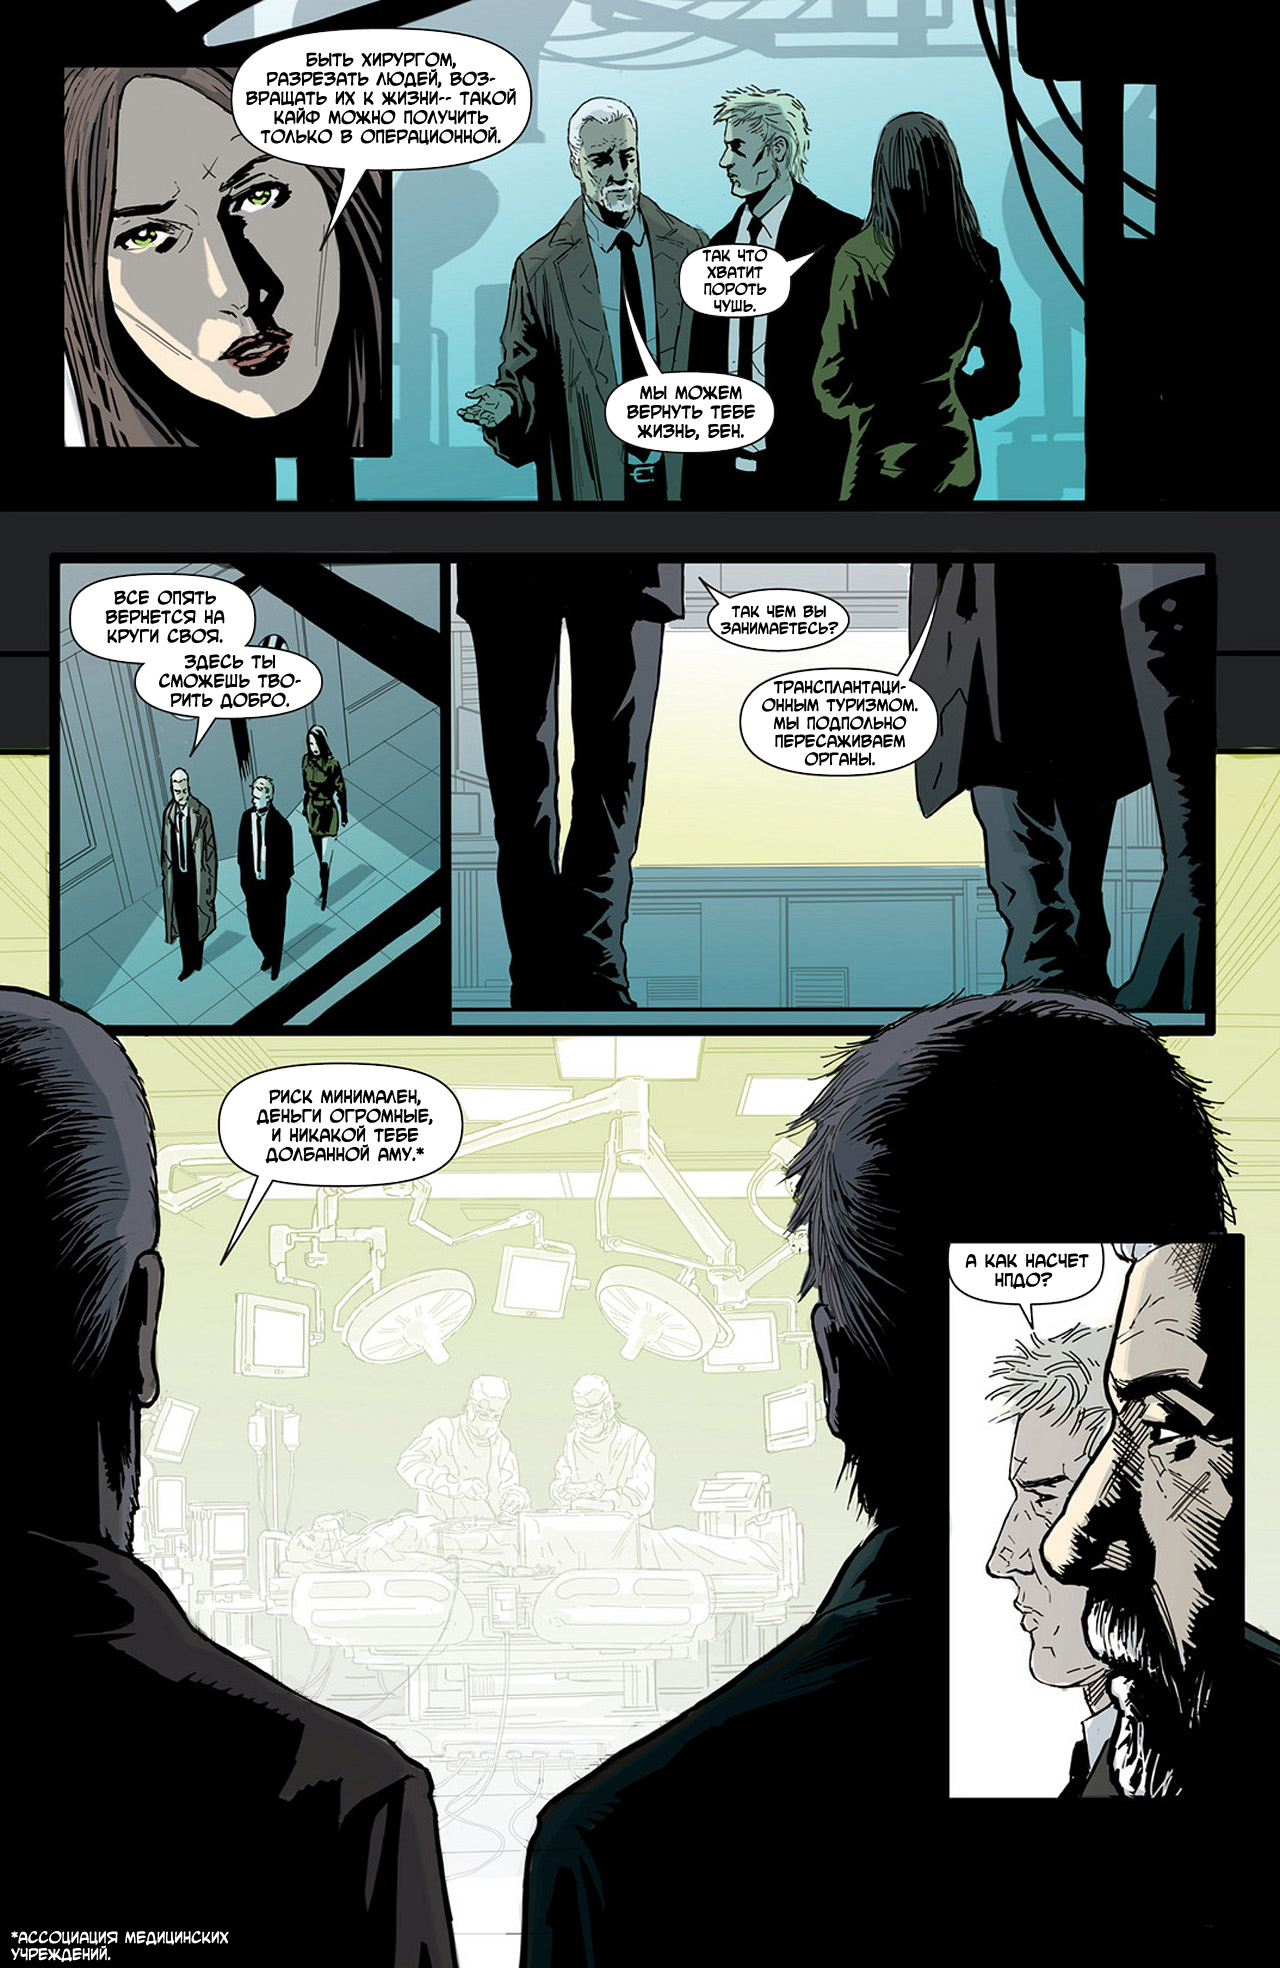 БЫТЬ ХИРУРГОМ,
РАЗРЕЗАТЬ ЛЮДЕЙ, ВОЗ-
ВРАЩАТЬ ИХ К ЖИЗНИ-- ТАКОЙ
КАЙФ МОЖНО ПОЛУЧИТЬ
ТОЛЬКО В ОПЕРАЦИОННОЙ.
ТАК ЧТО
ХВАТИТ
ПОРОТЬ
ЧУШЬ.
МЫ МОЖЕМ
ВЕРНУТЬ ТЕБЕ
ЖИЗНЬ, БЕН.
ВСЕ ОПЯТЬ
ВЕРНЕТСЯ НА
КРУГИ СВОЯ.
ЗДЕСЬ ТЫ
СМОЖЕШЬ ТВО-
РИТЬ ДОБРО.
ТАК ЧЕМ ВЫ
ЗАНИМАЕТЕСЬ?
ТРАНСПЛАНТАЦИ-
ОННЫМ ТУРИЗМОМ.
МЫ ПОДПОЛЬНО
ПЕРЕСАЖИВАЕМ
ОРГАНЫ.
РИСК МИНИМАЛЕН,
ДЕНЬГИ ОГРОМНЫЕ,
И НИКАКОЙ ТЕБЕ
ДОЛБАННОЙ АМУ.*
А КАК НАСЧЕТ
НПДО?
*АССОЦИАЦИЯ МЕДИЦИНСКИХ
УЧРЕЖДЕНИЙ.